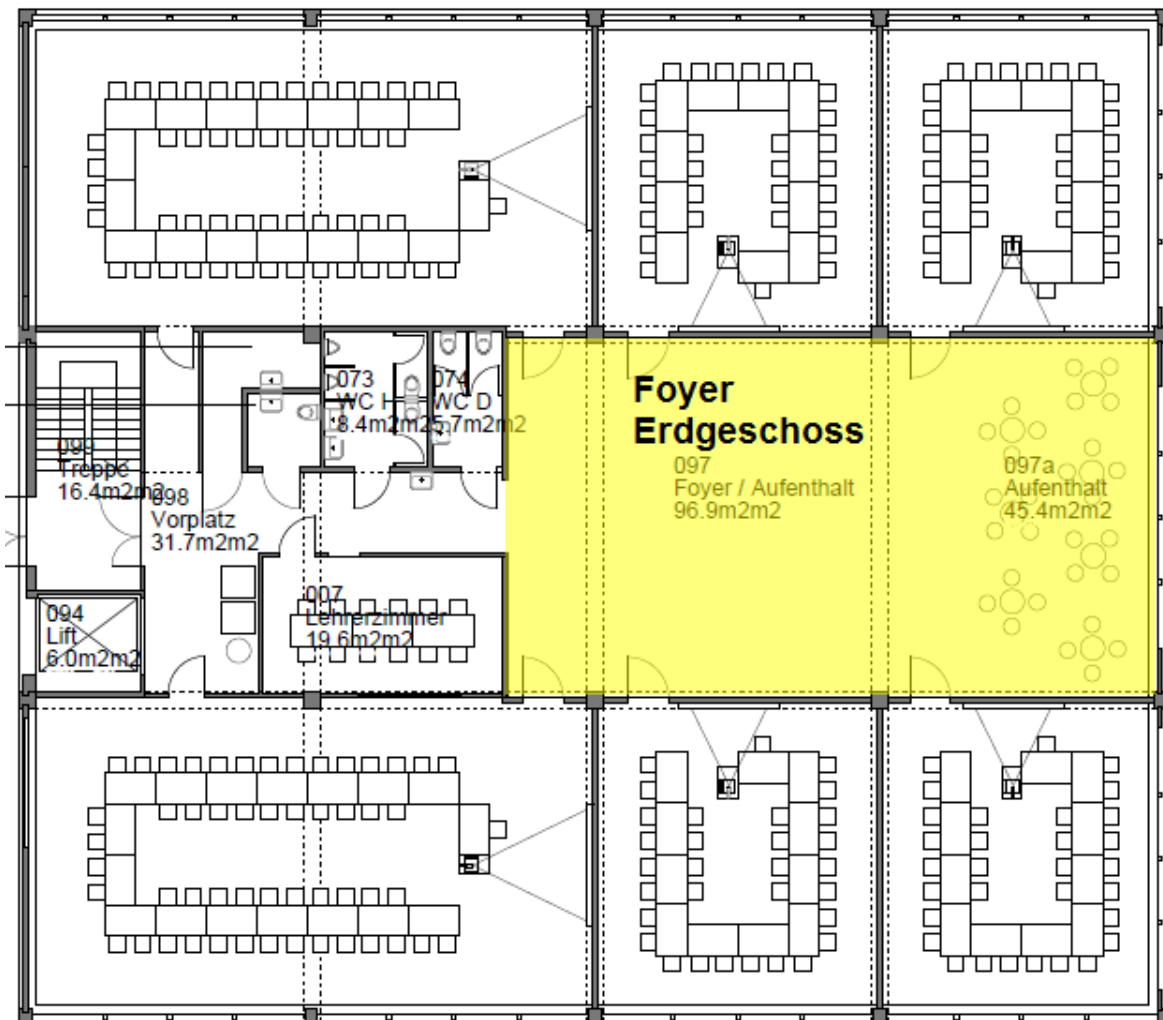 Foyer
Erdgeschoss
073
WC H
8.4m2m2
074
WC D
5.7m2m2
097
Foyer / Aufenthalt
96.9m2m2
097a
Aufenthalt
45.4m2m2
099
Treppe
16.4m2m2
098
Vorplatz
31.7m2m2
007
Lehrerzimmer
19.6m2m2
094
Lift
6.0m2m2